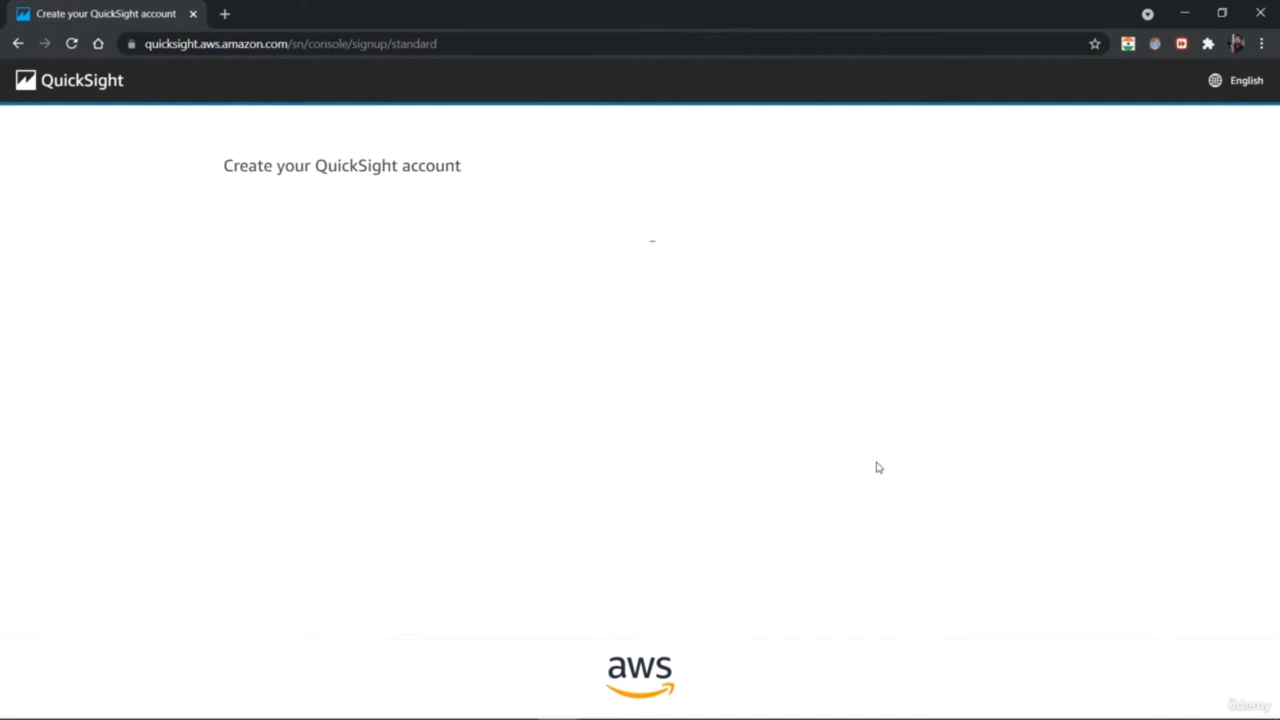 Create your QuickSight account
quicksight.aws.amazon.com/sn/console/signup/standard
QuickSight
English
Create your QuickSight account
aws
ûdemy